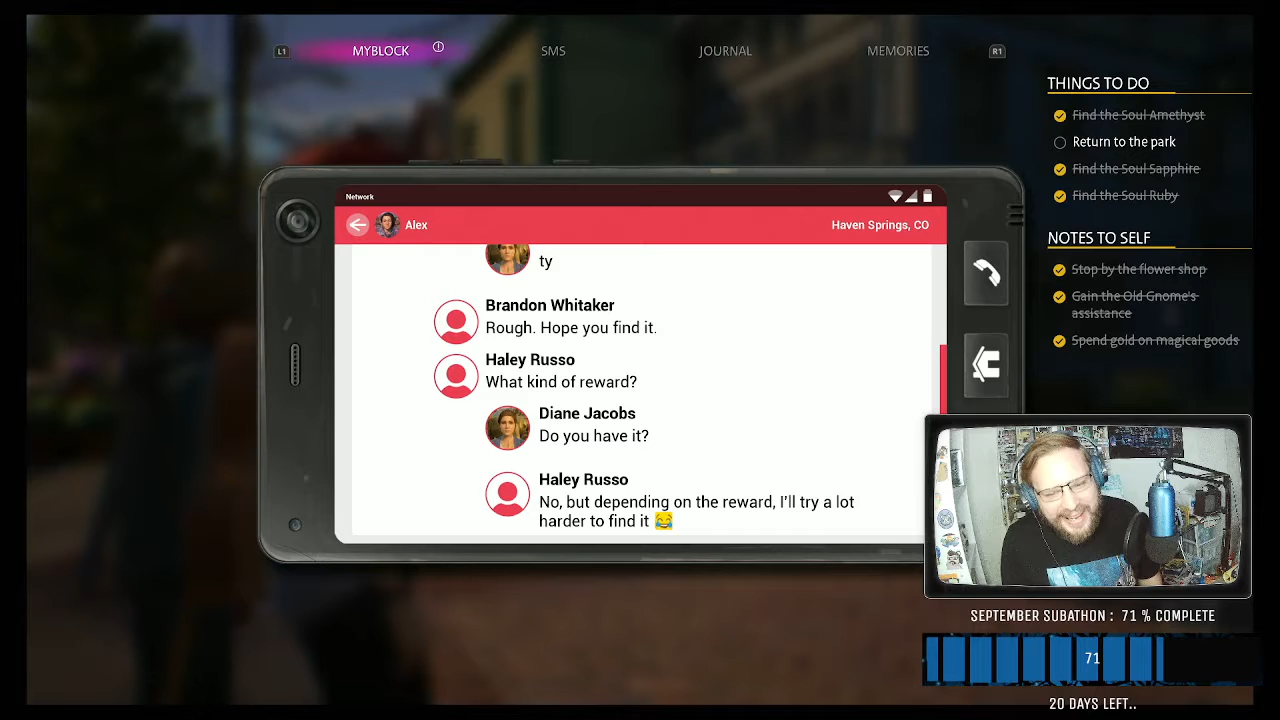 L1
MYBLOCK
SMS
JOURNAL
MEMORIES
R1
THINGS TO DO
Find the Soul Amethyst
Return to the park
Find the Soul Sapphire
Find the Soul Ruby
NOTES TO SELF
Stop by the flower shop
Gain the Old Gnome's
assistance
Spend gold on magical goods
Network
Alex
Haven Springs, CO
ty
Brandon Whitaker
Rough. Hope you find it.
Haley Russo
What kind of reward?
Diane Jacobs
Do you have it?
Haley Russo
No, but depending on the reward, I'll try a lot
harder to find it 😂
SEPTEMBER SUBATHON : 71 % COMPLETE
71
20 DAYS LEFT..